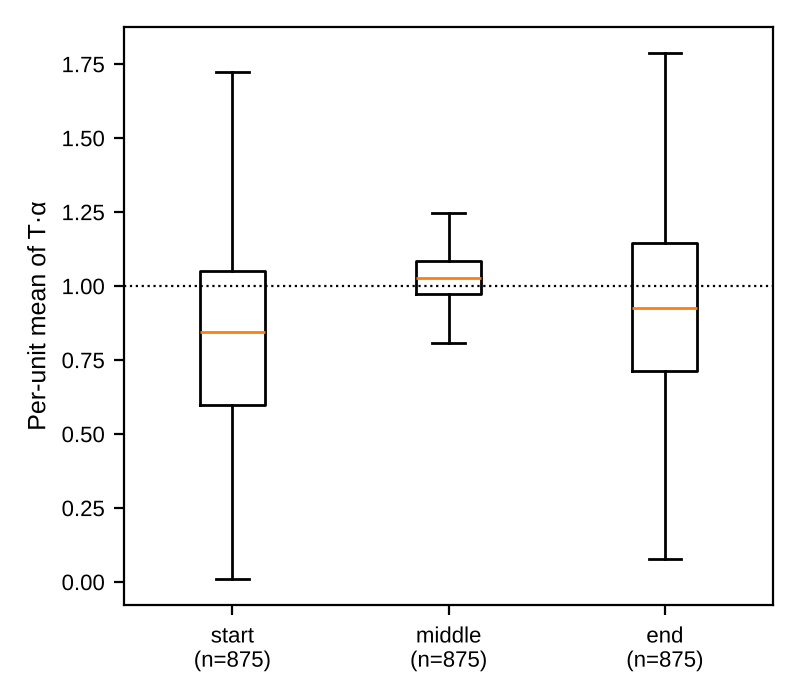 Per-unit mean of T·α
1.75
1.50
1.25
1.00
0.75
0.50
0.25
0.00
start
(n=875)
middle
(n=875)
end
(n=875)